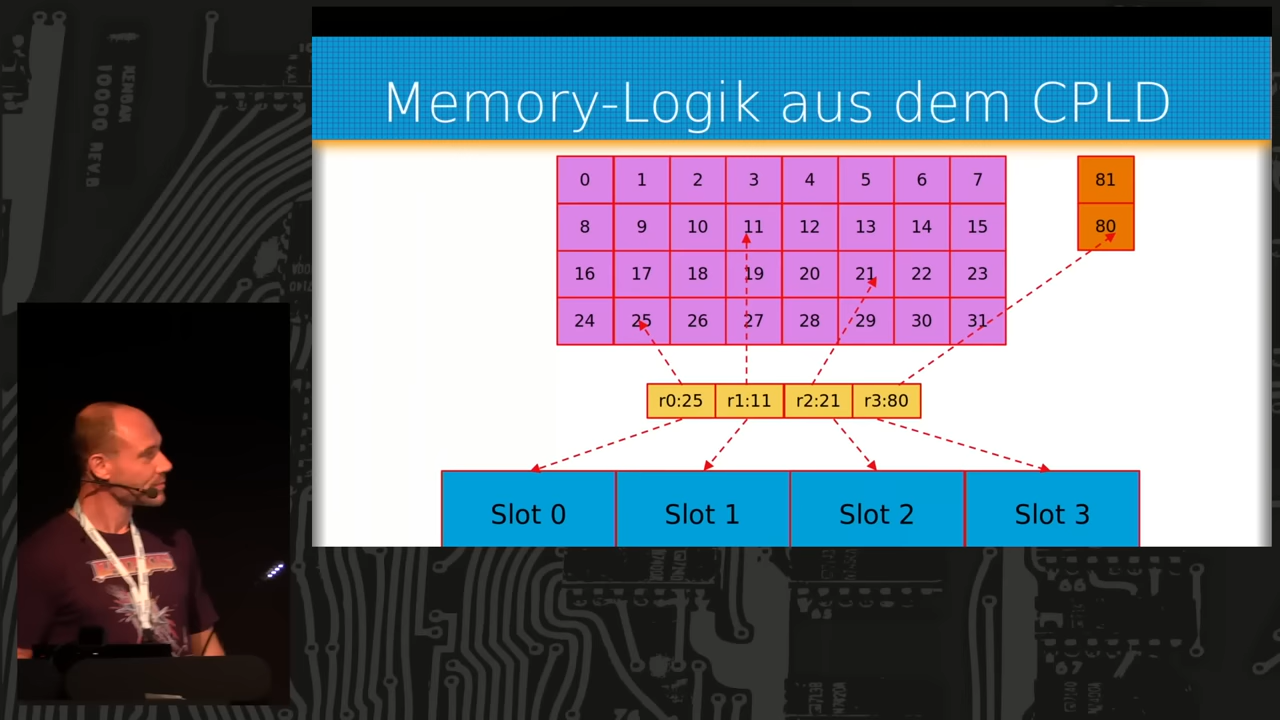 Memory-Logik aus dem CPLD
0 1 2 3 4 5 6 7 81
8 9 10 11 12 13 14 15 80
16 17 18 19 20 21 22 23
24 25 26 27 28 29 30 31
r0:25 r1:11 r2:21 r3:80
Slot 0 Slot 1 Slot 2 Slot 3
10000 REV.B